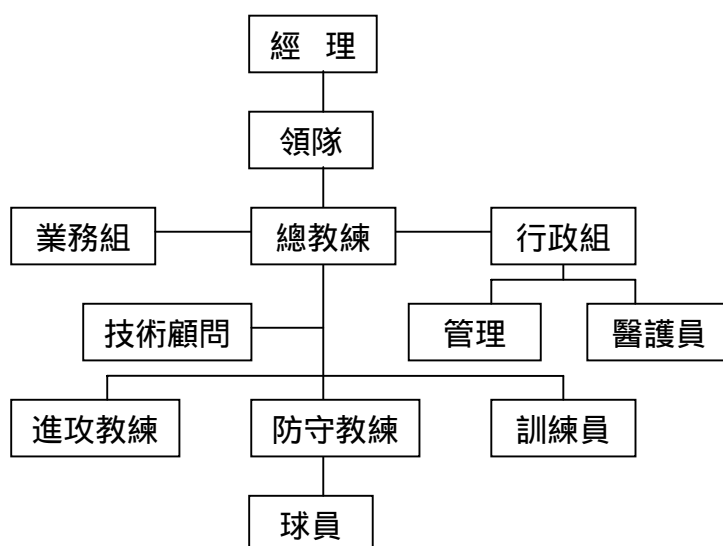 經 理
領隊
業務組
總教練
行政組
技術顧問
管理
醫護員
進攻教練
防守教練
訓練員
球員